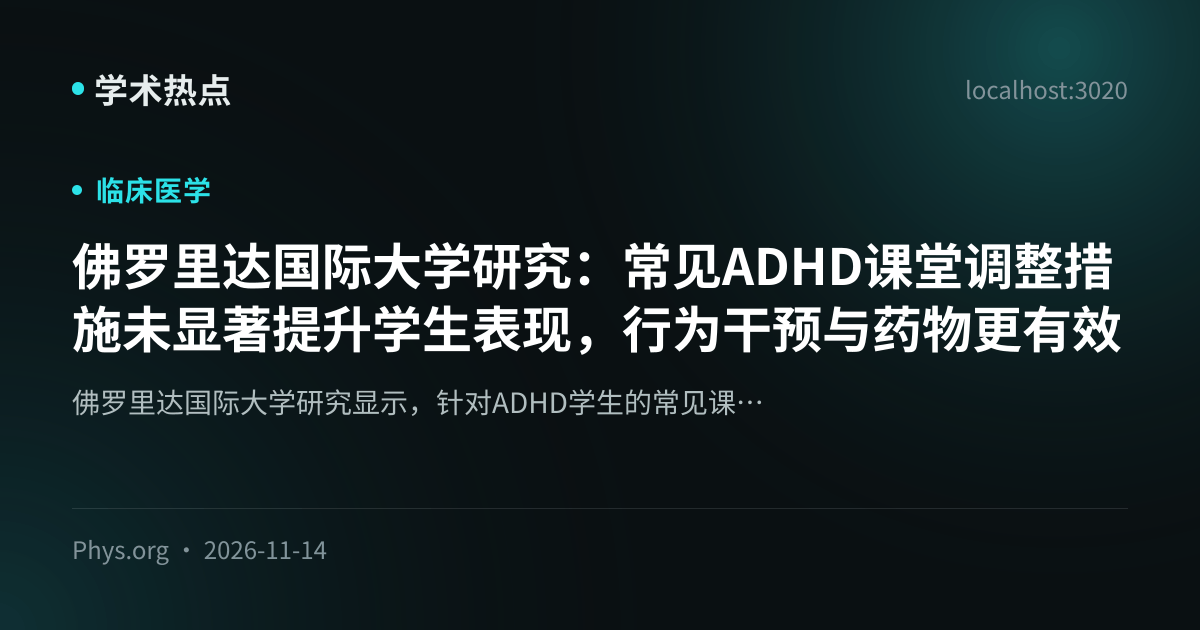 学术热点
localhost:3020
临床医学
佛罗里达国际大学研究：常见ADHD课堂调整措
施未显著提升学生表现，行为干预与药物更有效
佛罗里达国际大学研究显示，针对ADHD学生的常见课…
Phys.org • 2026-11-14